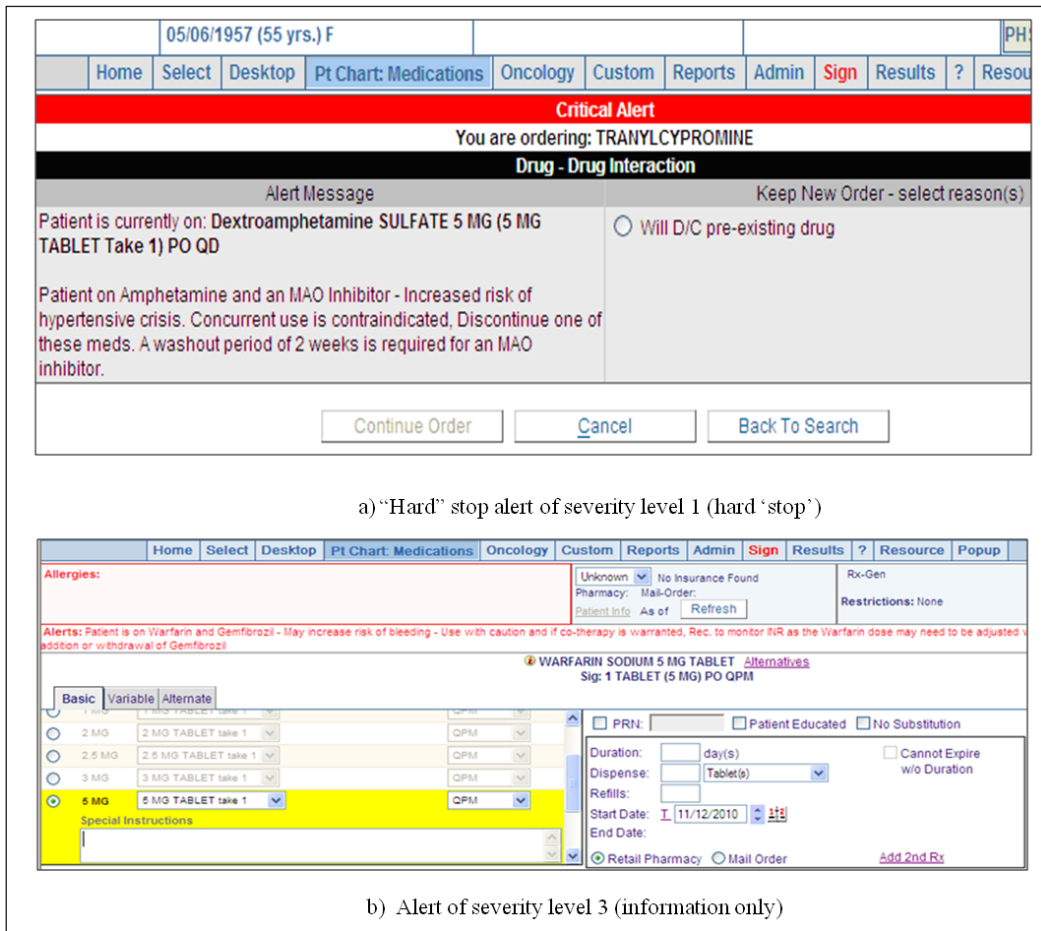 05/06/1957 (55 yrs.) F
PHS
Home Select Desktop Pt Chart: Medications Oncology Custom Reports Admin Sign Results ? Resou
Critical Alert
You are ordering: TRANYLCYPROMINE
Drug - Drug Interaction
Alert Message Keep New Order - select reason(s)
Patient is currently on: Dextroamphetamine SULFATE 5 MG (5 MG
TABLET Take 1) PO QD
Will D/C pre-existing drug
Patient on Amphetamine and an MAO Inhibitor - Increased risk of
hypertensive crisis. Concurrent use is contraindicated, Discontinue one of
these meds. A washout period of 2 weeks is required for an MAO
inhibitor.
Continue Order Cancel Back To Search
a) "Hard" stop alert of severity level 1 (hard 'stop')
Home Select Desktop Pt Chart: Medications Oncology Custom Reports Admin Sign Results ? Resource Popup
Allergies:
Unknown No Insurance Found
Pharmacy: Mail-Order:
Patient Info As of Refresh
Rx-Gen
Restrictions: None
Alerts: Patient is on Warfarin and Gemfibrozil - May increase risk of bleeding - Use with caution and if co-therapy is warranted, Rec. to monitor INR as the Warfarin dose may need to be adjusted
addition or withdrawal of Gemfibrozil
WARFARIN SODIUM 5 MG TABLET Alternatives
Sig: 1 TABLET (5 MG) PO QPM
Basic Variable Alternate
1 MG 1 MG TABLET take 1 QPM
2 MG 2 MG TABLET take 1 QPM
2.5 MG 2.5 MG TABLET take 1 QPM
3 MG 3 MG TABLET take 1 QPM
5 MG 5 MG TABLET take 1 QPM
Special Instructions
PRN: Patient Educated No Substitution
Duration: day(s) Cannot Expire
w/o Duration
Dispense: Tablet(s)
Refills:
Start Date: T 11/12/2010
End Date:
Retail Pharmacy Mail Order Add 2nd Rx
b) Alert of severity level 3 (information only)